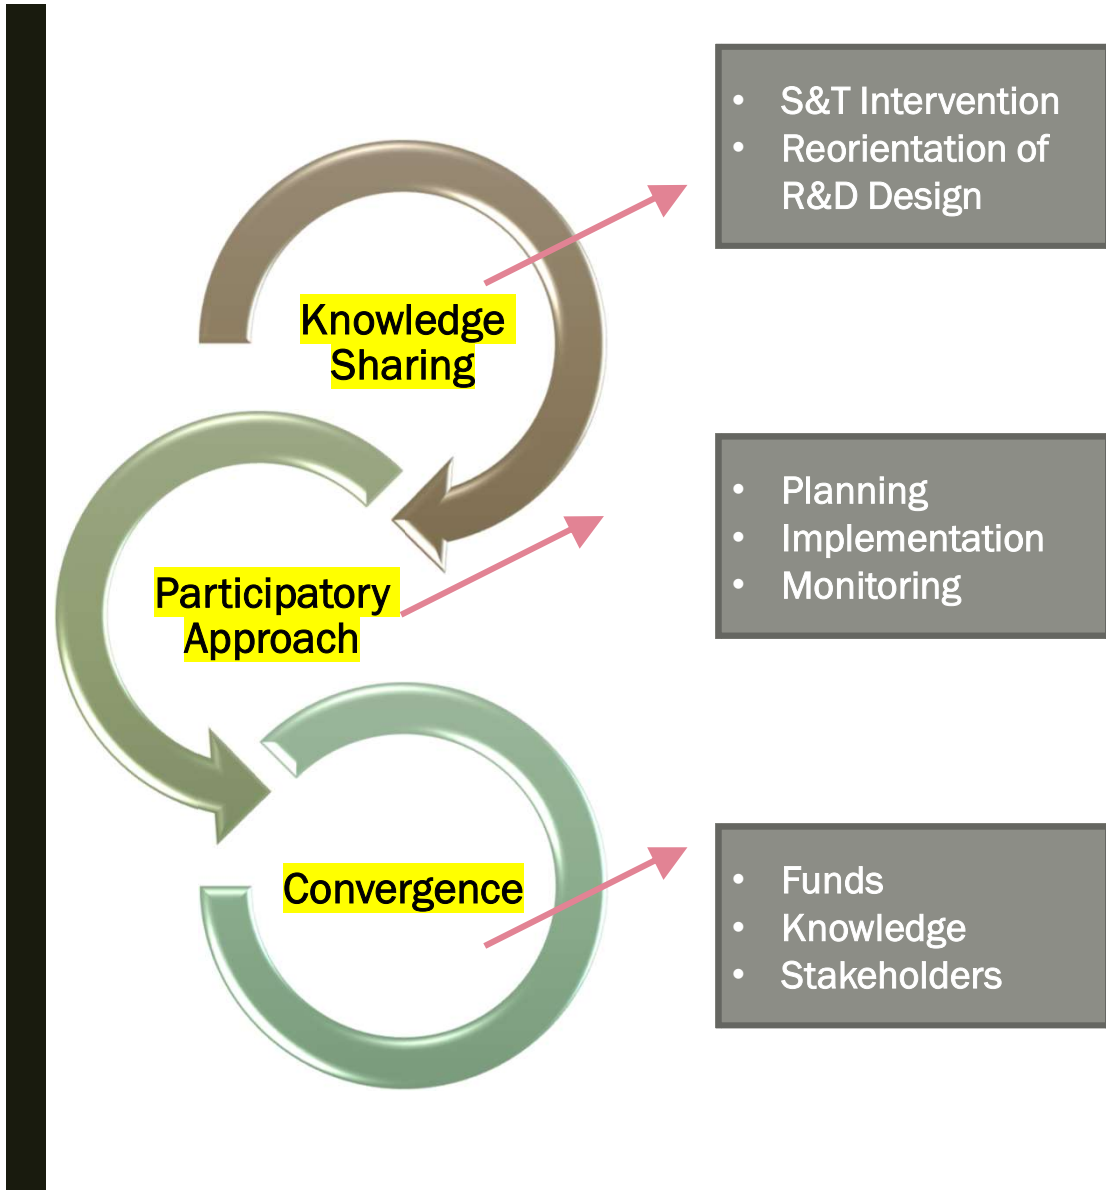 Knowledge
Sharing
• S&T Intervention
• Reorientation of
R&D Design
Participatory
Approach
• Planning
• Implementation
• Monitoring
Convergence
• Funds
• Knowledge
• Stakeholders